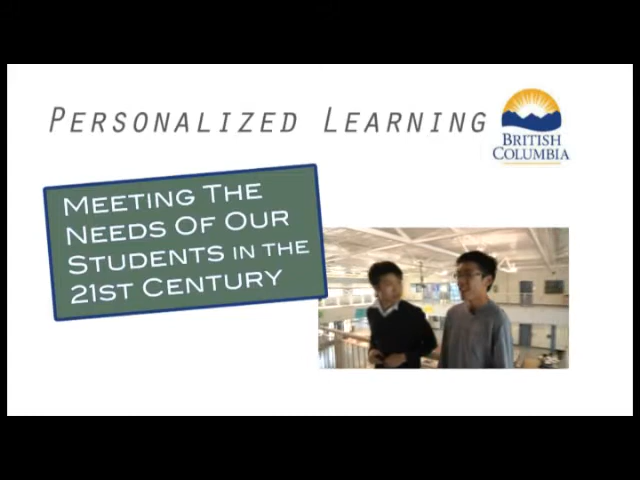 PERSONALIZED LEARNING
BRITISH
COLUMBIA
MEETING THE
NEEDS OF OUR
STUDENTS IN THE
21ST CENTURY